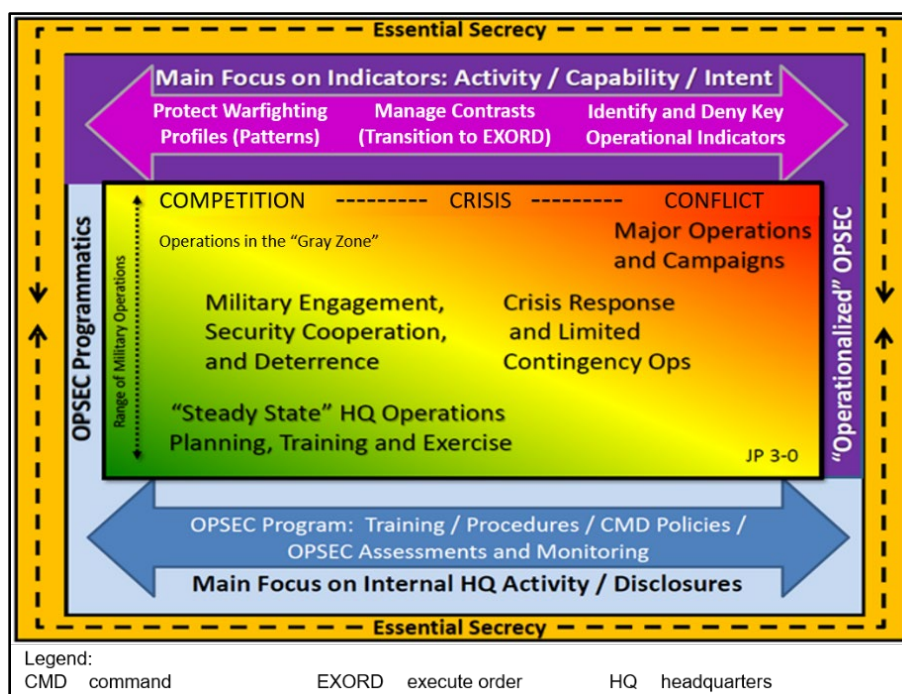 Essential Secrecy
Main Focus on Indicators: Activity / Capability / Intent
Protect Warfighting
Profiles (Patterns)
Manage Contrasts
(Transition to EXORD)
Identify and Deny Key
Operational Indicators
OPSEC Programmatics
Range of Military Operations
COMPETITION --------- CRISIS --------- CONFLICT
Operations in the “Gray Zone”
Major Operations
and Campaigns
Military Engagement,
Security Cooperation,
and Deterrence
Crisis Response
and Limited
Contingency Ops
“Steady State” HQ Operations
Planning, Training and Exercise
JP 3-0
“Operationalized” OPSEC
OPSEC Program: Training / Procedures / CMD Policies /
OPSEC Assessments and Monitoring
Main Focus on Internal HQ Activity / Disclosures
Essential Secrecy
Legend:
CMD command EXORD execute order HQ headquarters